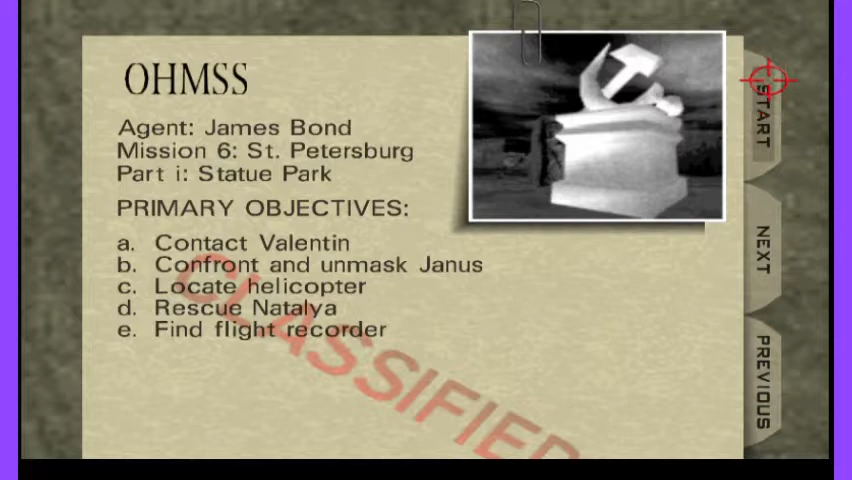 OHMSS
Agent: James Bond
Mission 6: St. Petersburg
Part i: Statue Park
PRIMARY OBJECTIVES:
a. Contact Valentin
b. Confront and unmask Janus
c. Locate helicopter
d. Rescue Natalya
e. Find flight recorder
CLASSIFIED
START
NEXT
PREVIOUS